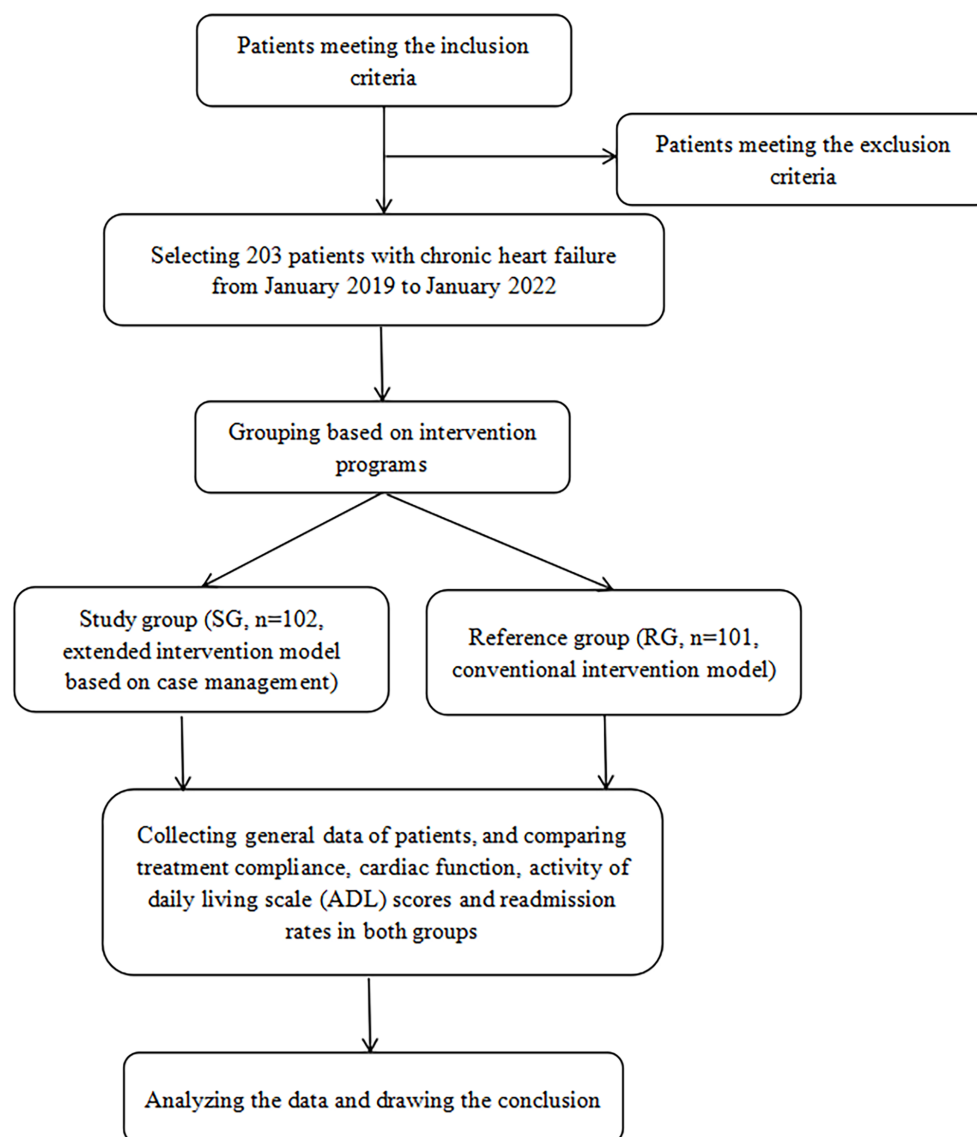 Patients meeting the inclusion
criteria
Patients meeting the exclusion
criteria
Selecting 203 patients with chronic heart failure
from January 2019 to January 2022
Grouping based on intervention
programs
Study group (SG, n=102,
extended intervention model
based on case management)
Reference group (RG, n=101,
conventional intervention model)
Collecting general data of patients, and comparing
treatment compliance, cardiac function, activity of
daily living scale (ADL) scores and readmission
rates in both groups
Analyzing the data and drawing the conclusion